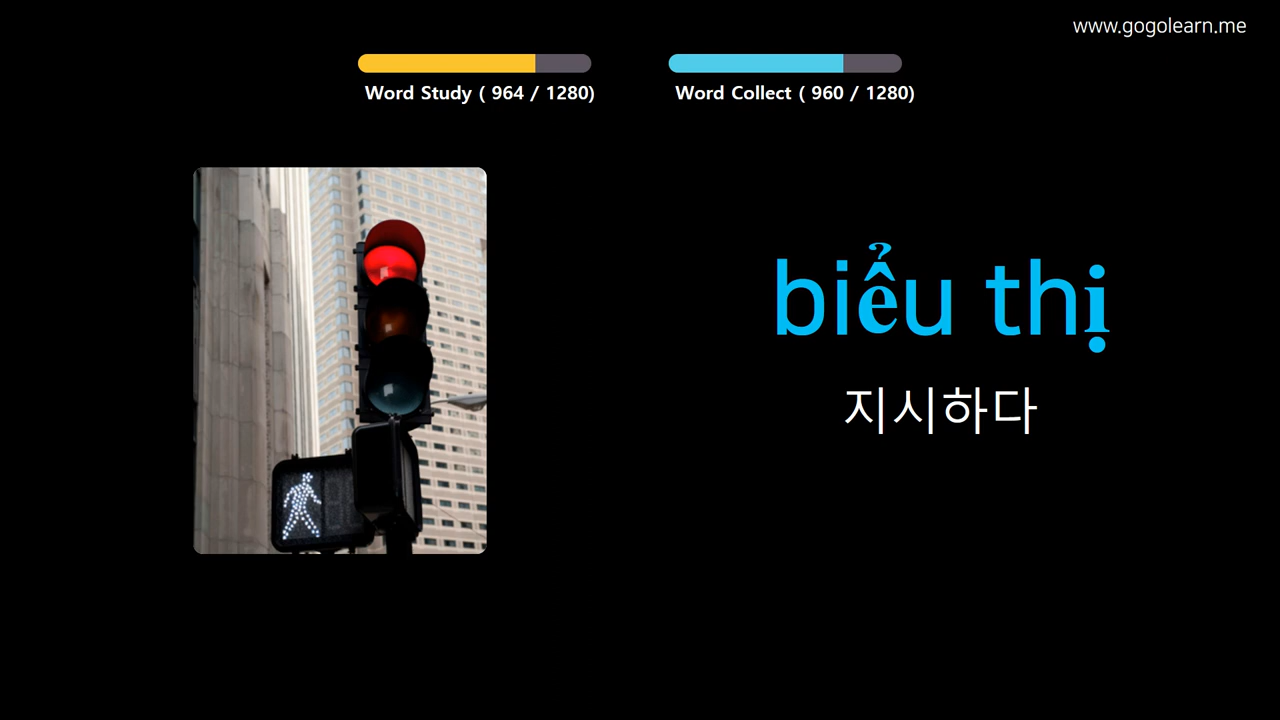 www.gogolearn.me
Word Study ( 964 / 1280)
Word Collect ( 960 / 1280)
biểu thị
지시하다